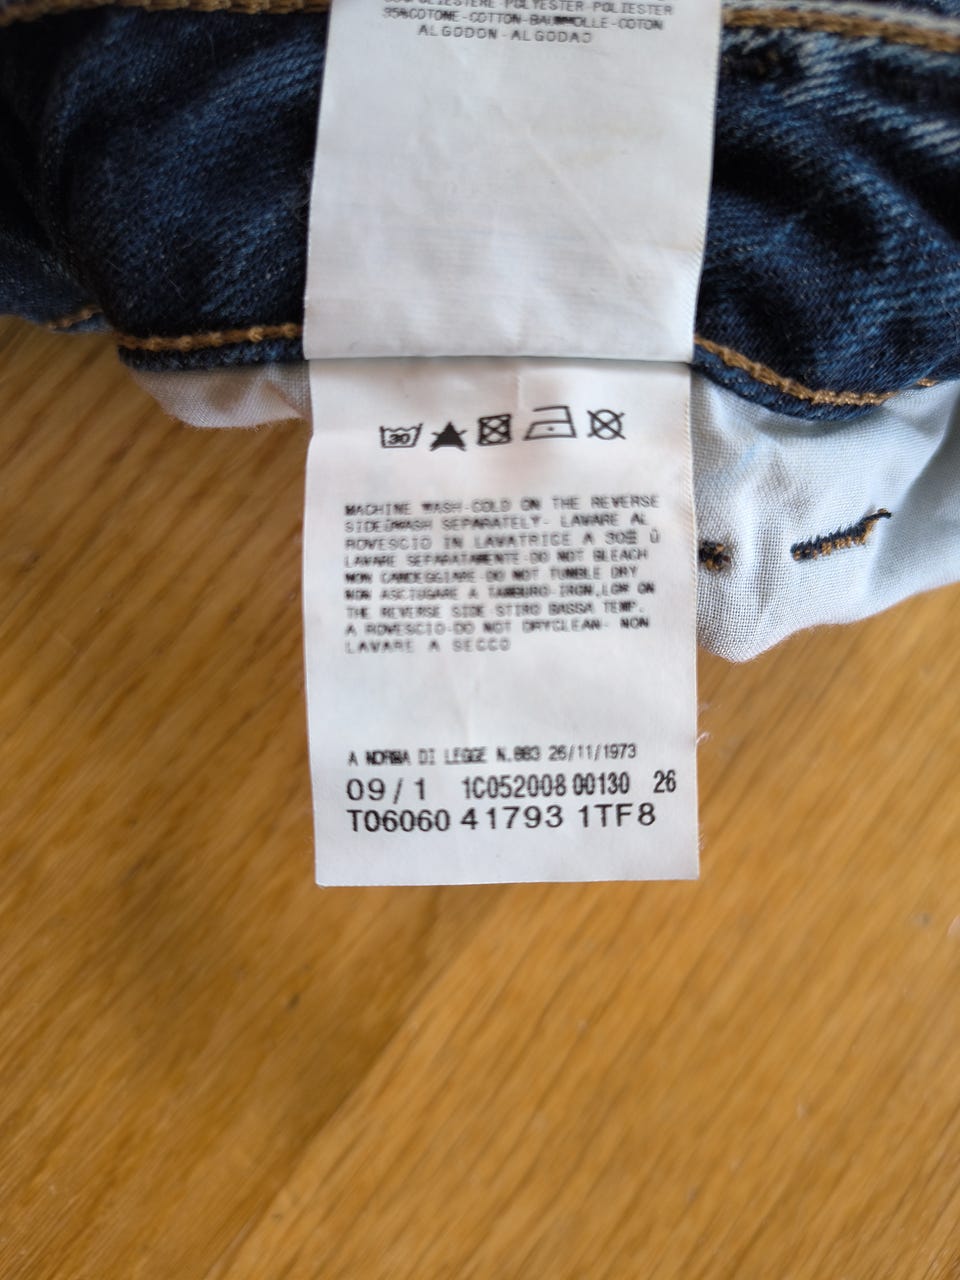 POLIESTERE-POLYESTER-POLIESTER
95%COTONE-COTTON-BAUMWOLLE-COTON
ALGODON-ALGODAO
30
MACHINE WASH-COLD ON THE REVERSE
SIDEÙWASH SEPARATELY- LAVARE AL
ROVESCIO IN LAVATRICE A 30 Ù
LAVARE SEPARATAMENTE-DO NOT BLEACH
NON CANDEGGIARE-DO NOT TUMBLE DRY
NON ASCIUGARE A TAMBURO-IRON,LOW ON
THE REVERSE SIDE-STIRO BASSA TEMP.
A ROVESCIO-DO NOT DRYCLEAN- NON
LAVARE A SECCO
A NORMA DI LEGGE N.883 26/11/1973
09/1 1C052008 00130 26
T06060 41793 1TF8